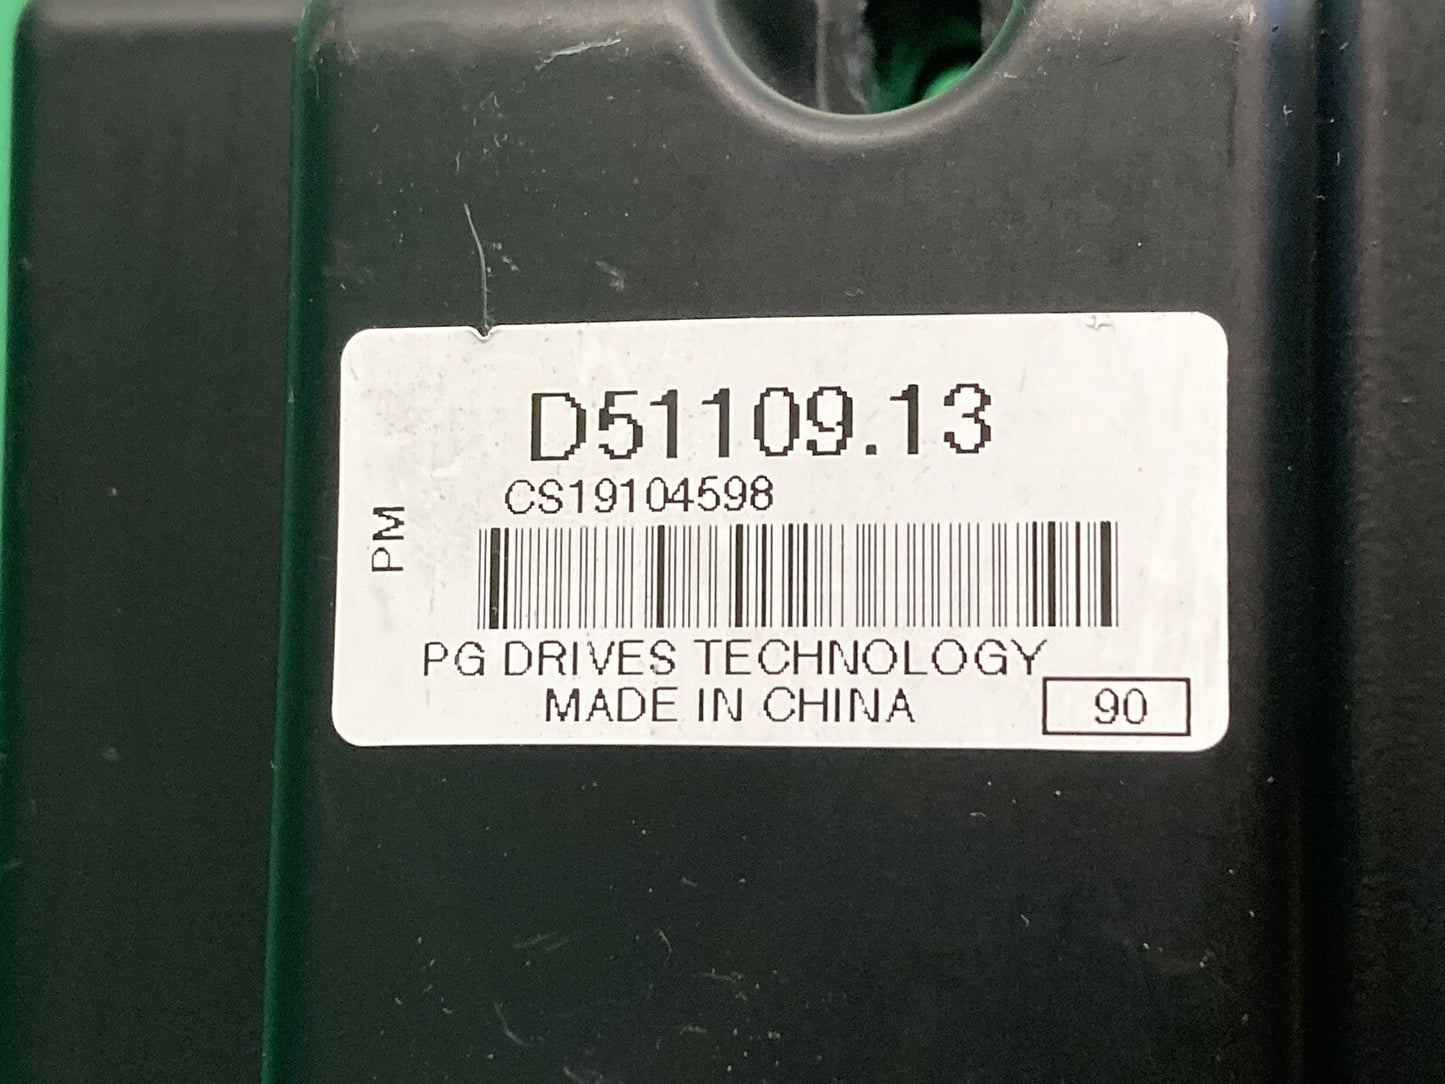 D51109.13
CS19104598
PM
PG DRIVES TECHNOLOGY
MADE IN CHINA
90